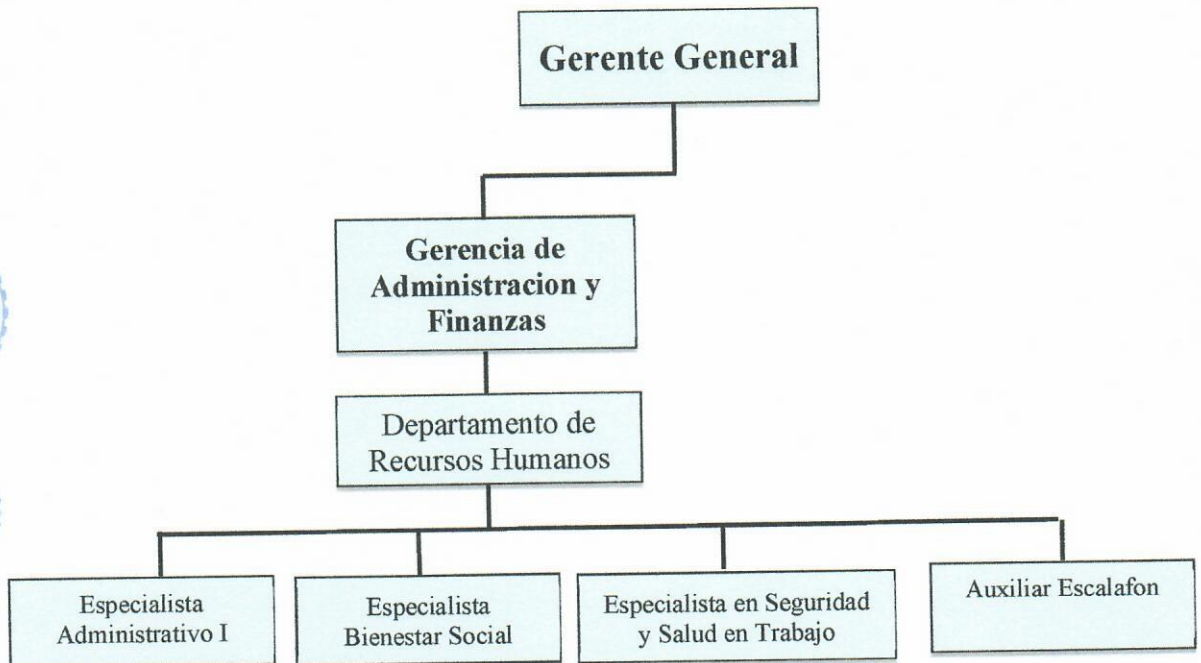 Gerente General
Gerencia de
Administracion y
Finanzas
Departamento de
Recursos Humanos
Especialista
Administrativo I
Especialista
Bienestar Social
Especialista en Seguridad
y Salud en Trabajo
Auxiliar Escalafon